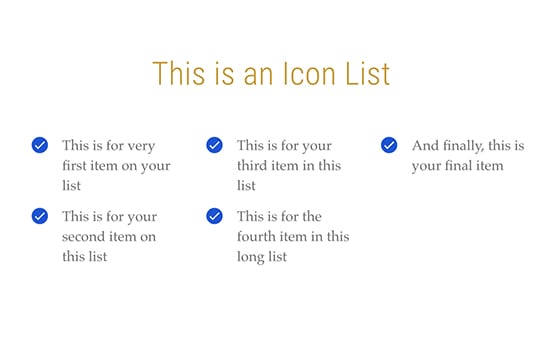 This is an Icon List
This is for very
first item on your
list
This is for your
second item on
this list
This is for your
third item in this
list
This is for the
fourth item in this
long list
And finally, this is
your final item